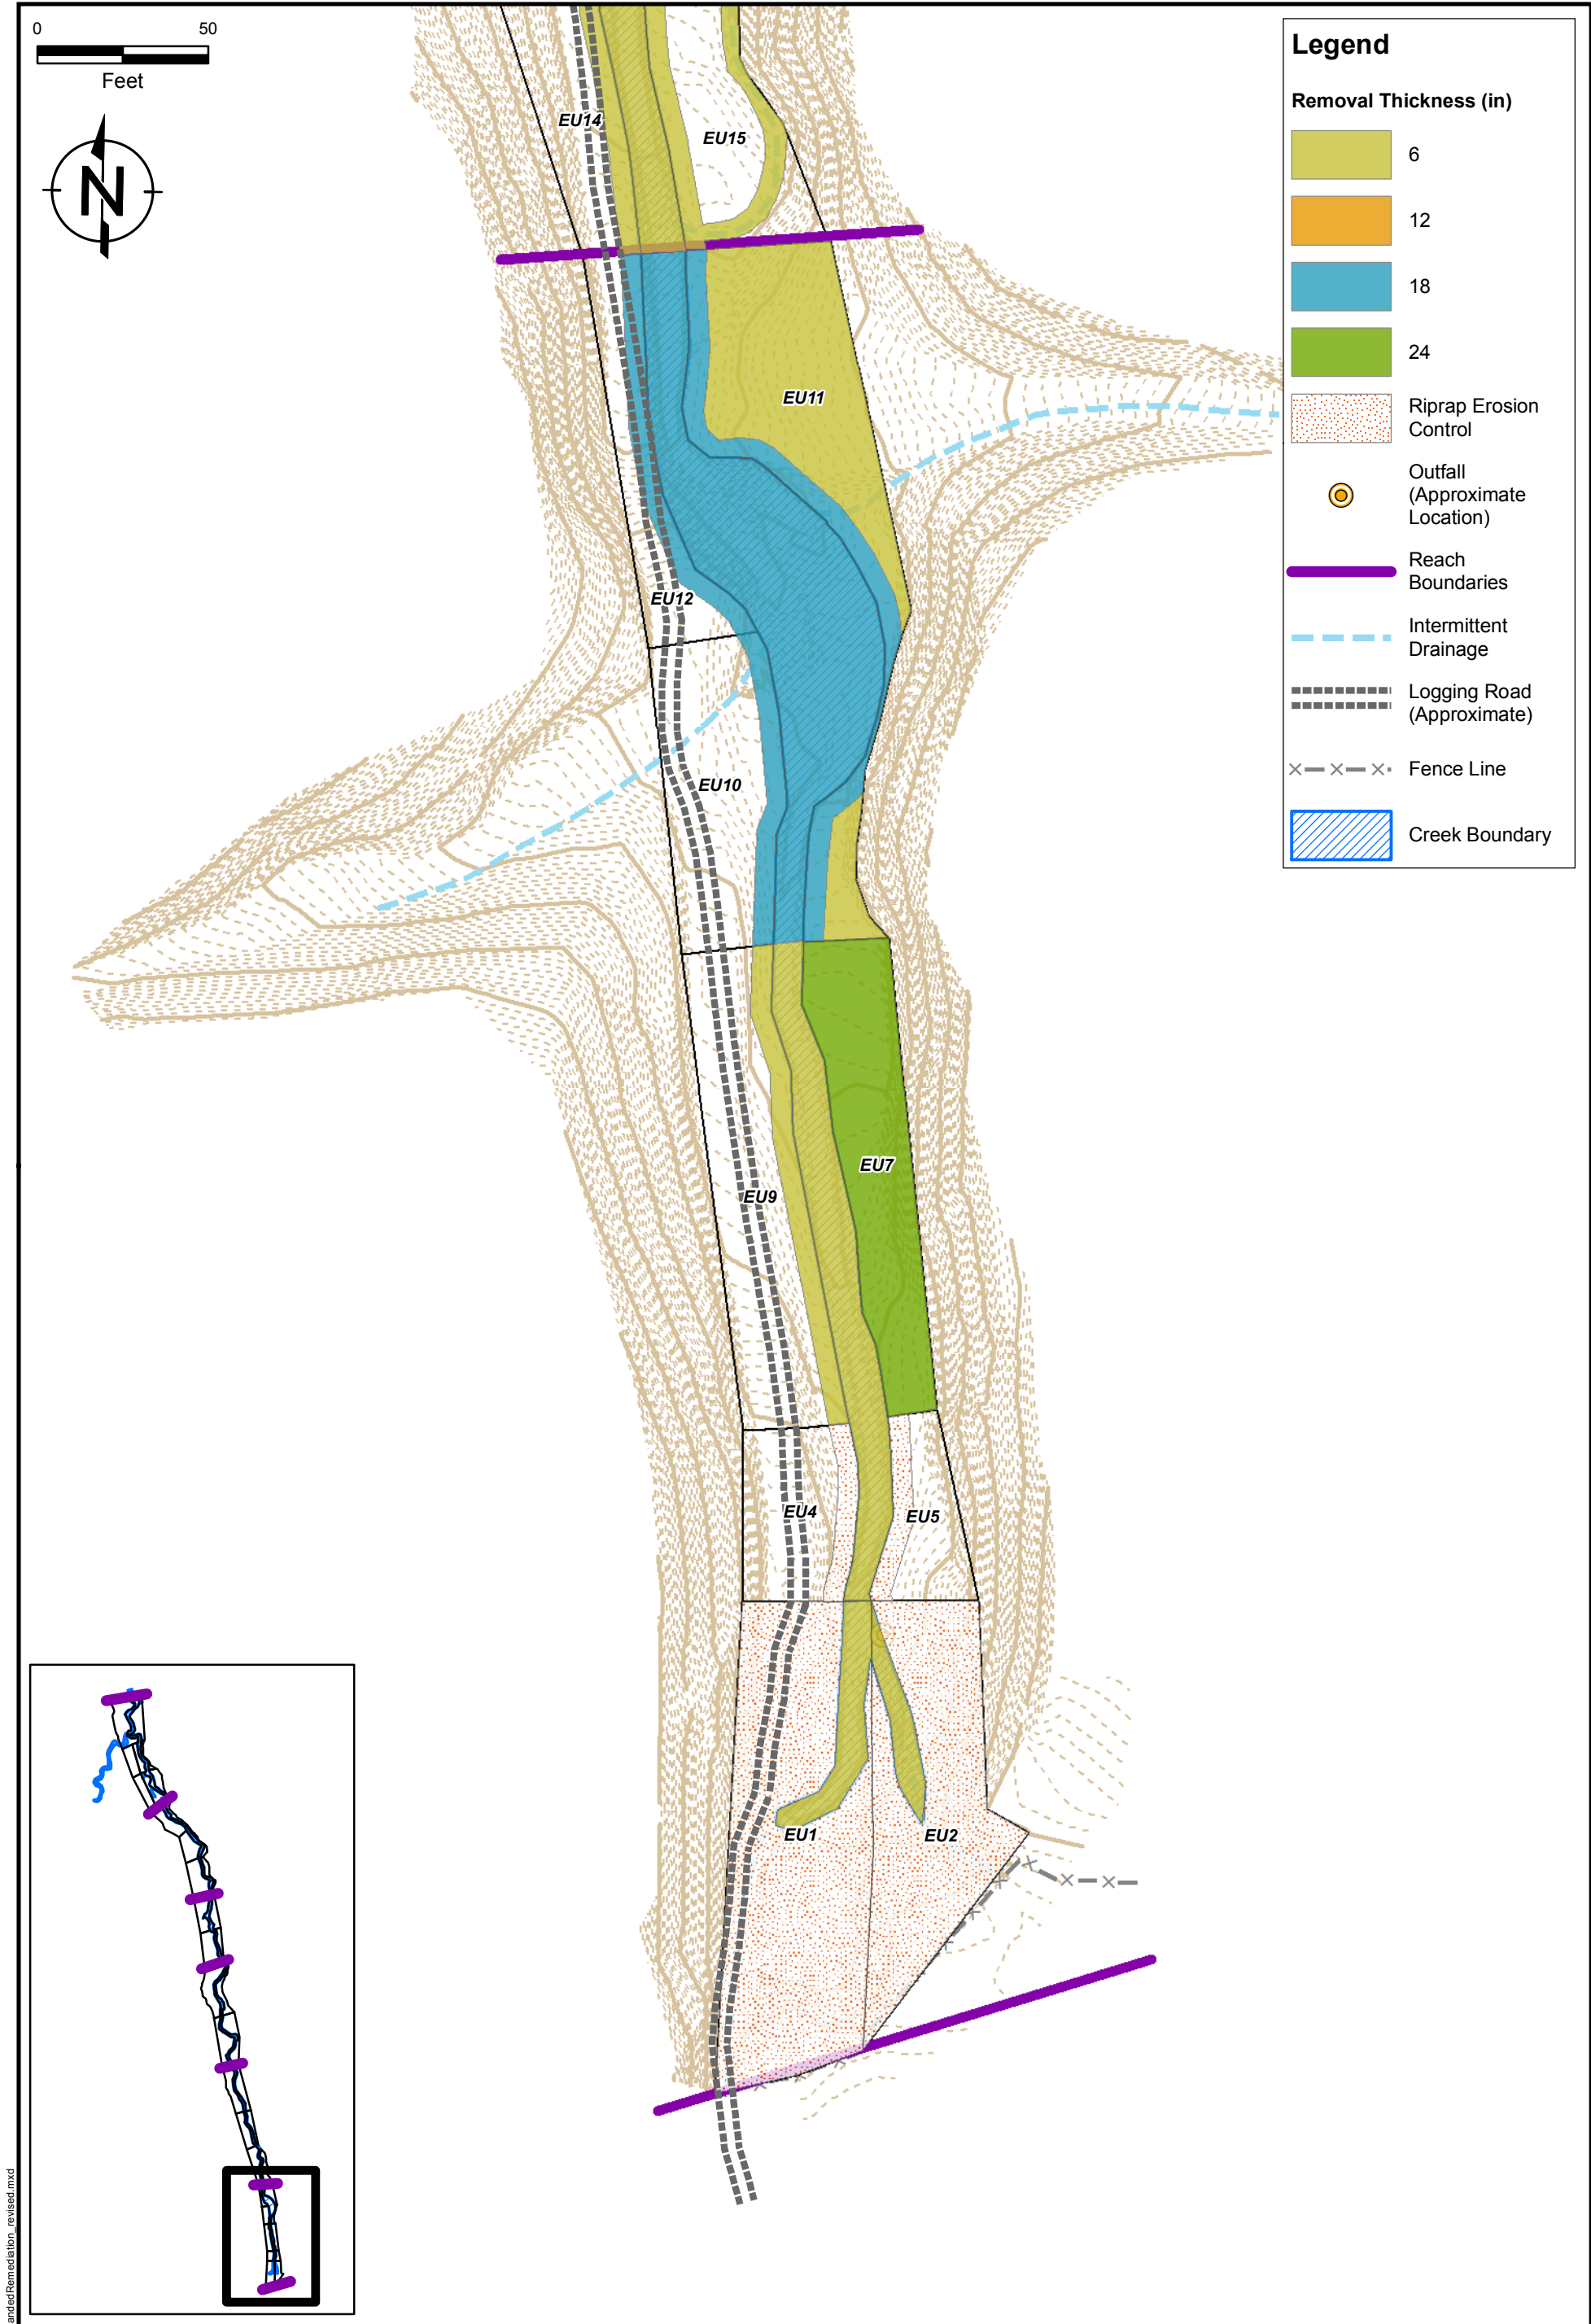 0 50
Feet
N
Legend
Removal Thickness (in)
6
12
18
24
Riprap Erosion
Control
Outfall
(Approximate
Location)
Reach
Boundaries
Intermittent
Drainage
Logging Road
(Approximate)
Fence Line
Creek Boundary
EU14
EU15
EU11
EU12
EU10
EU7
EU9
EU4
EU5
EU1
EU2
andedRemediation_revised.mxd